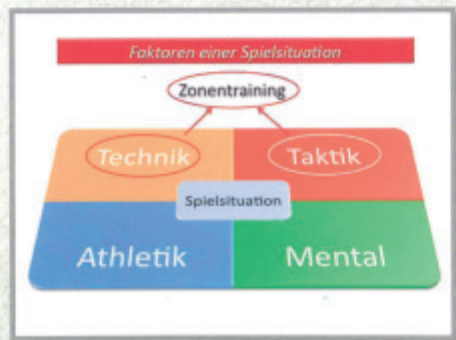 Faktoren einer Spielsituation
Zonentraining
Technik
Taktik
Spielsituation
Athletik
Mental